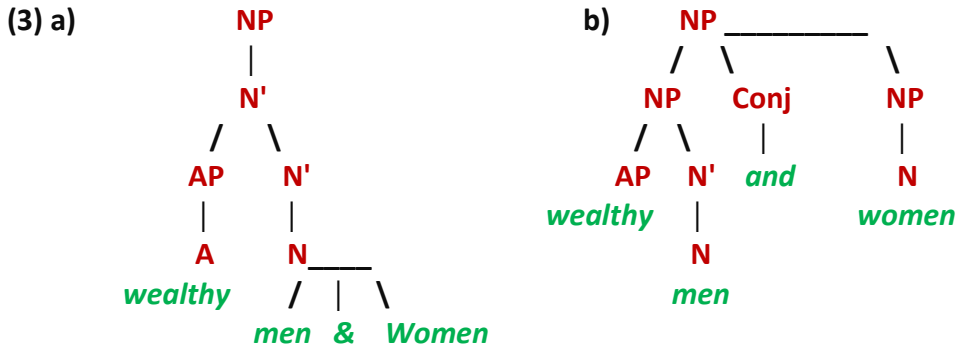 (3) a) NP b) NP
N' NP Conj NP
AP N' AP N' and N
wealthy women
A N N
wealthy men
men & Women